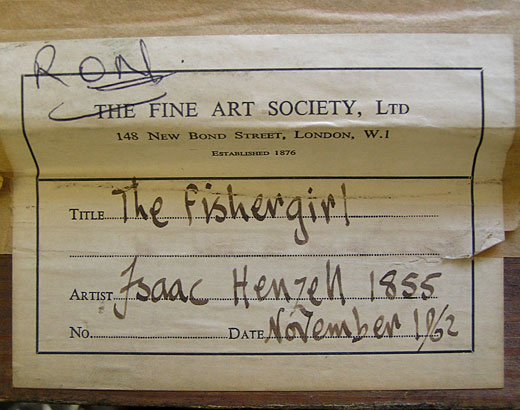 RON
THE FINE ART SOCIETY, LTD
148 NEW BOND STREET, LONDON, W.1
ESTABLISHED 1876
TITLE The Fishergirl
ARTIST Isaac Henzell 1855
No. DATE November 1962